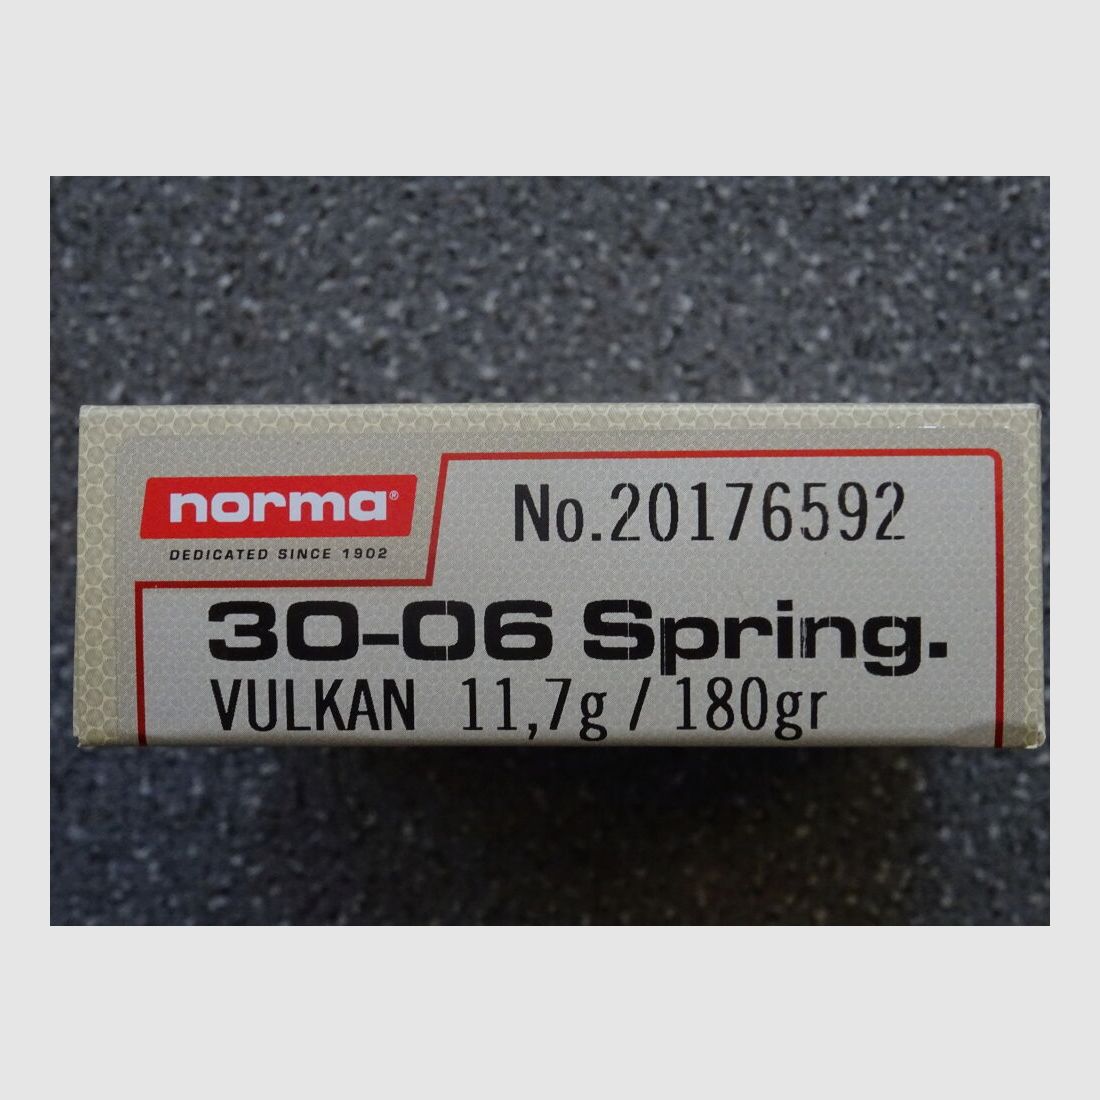 norma®
DEDICATED SINCE 1902
No.20176592
30-06 Spring.
VULKAN 11,7g / 180gr